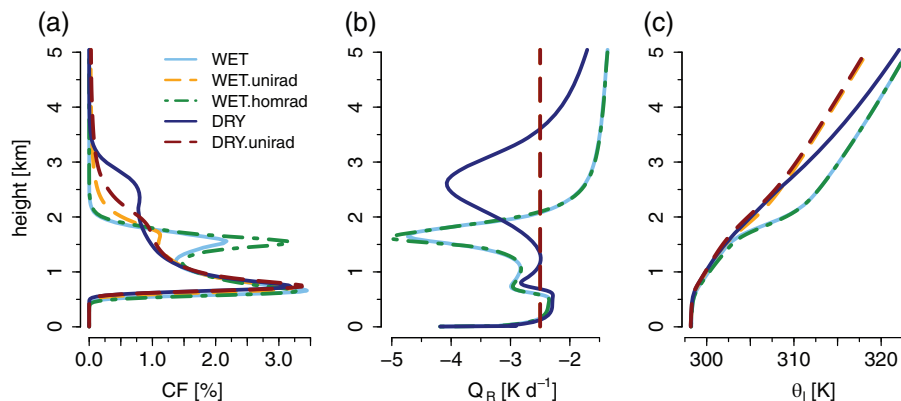 (a)
(b)
(c)
height [km]
5
4
3
2
1
0
WET
WET.unirad
WET.homrad
DRY
DRY.unirad
0.0
1.0
2.0
3.0
CF [%]
5
4
3
2
1
0
−5
−4
−3
−2
Q_R [K d⁻¹]
5
4
3
2
1
0
300
310
320
θ_l [K]